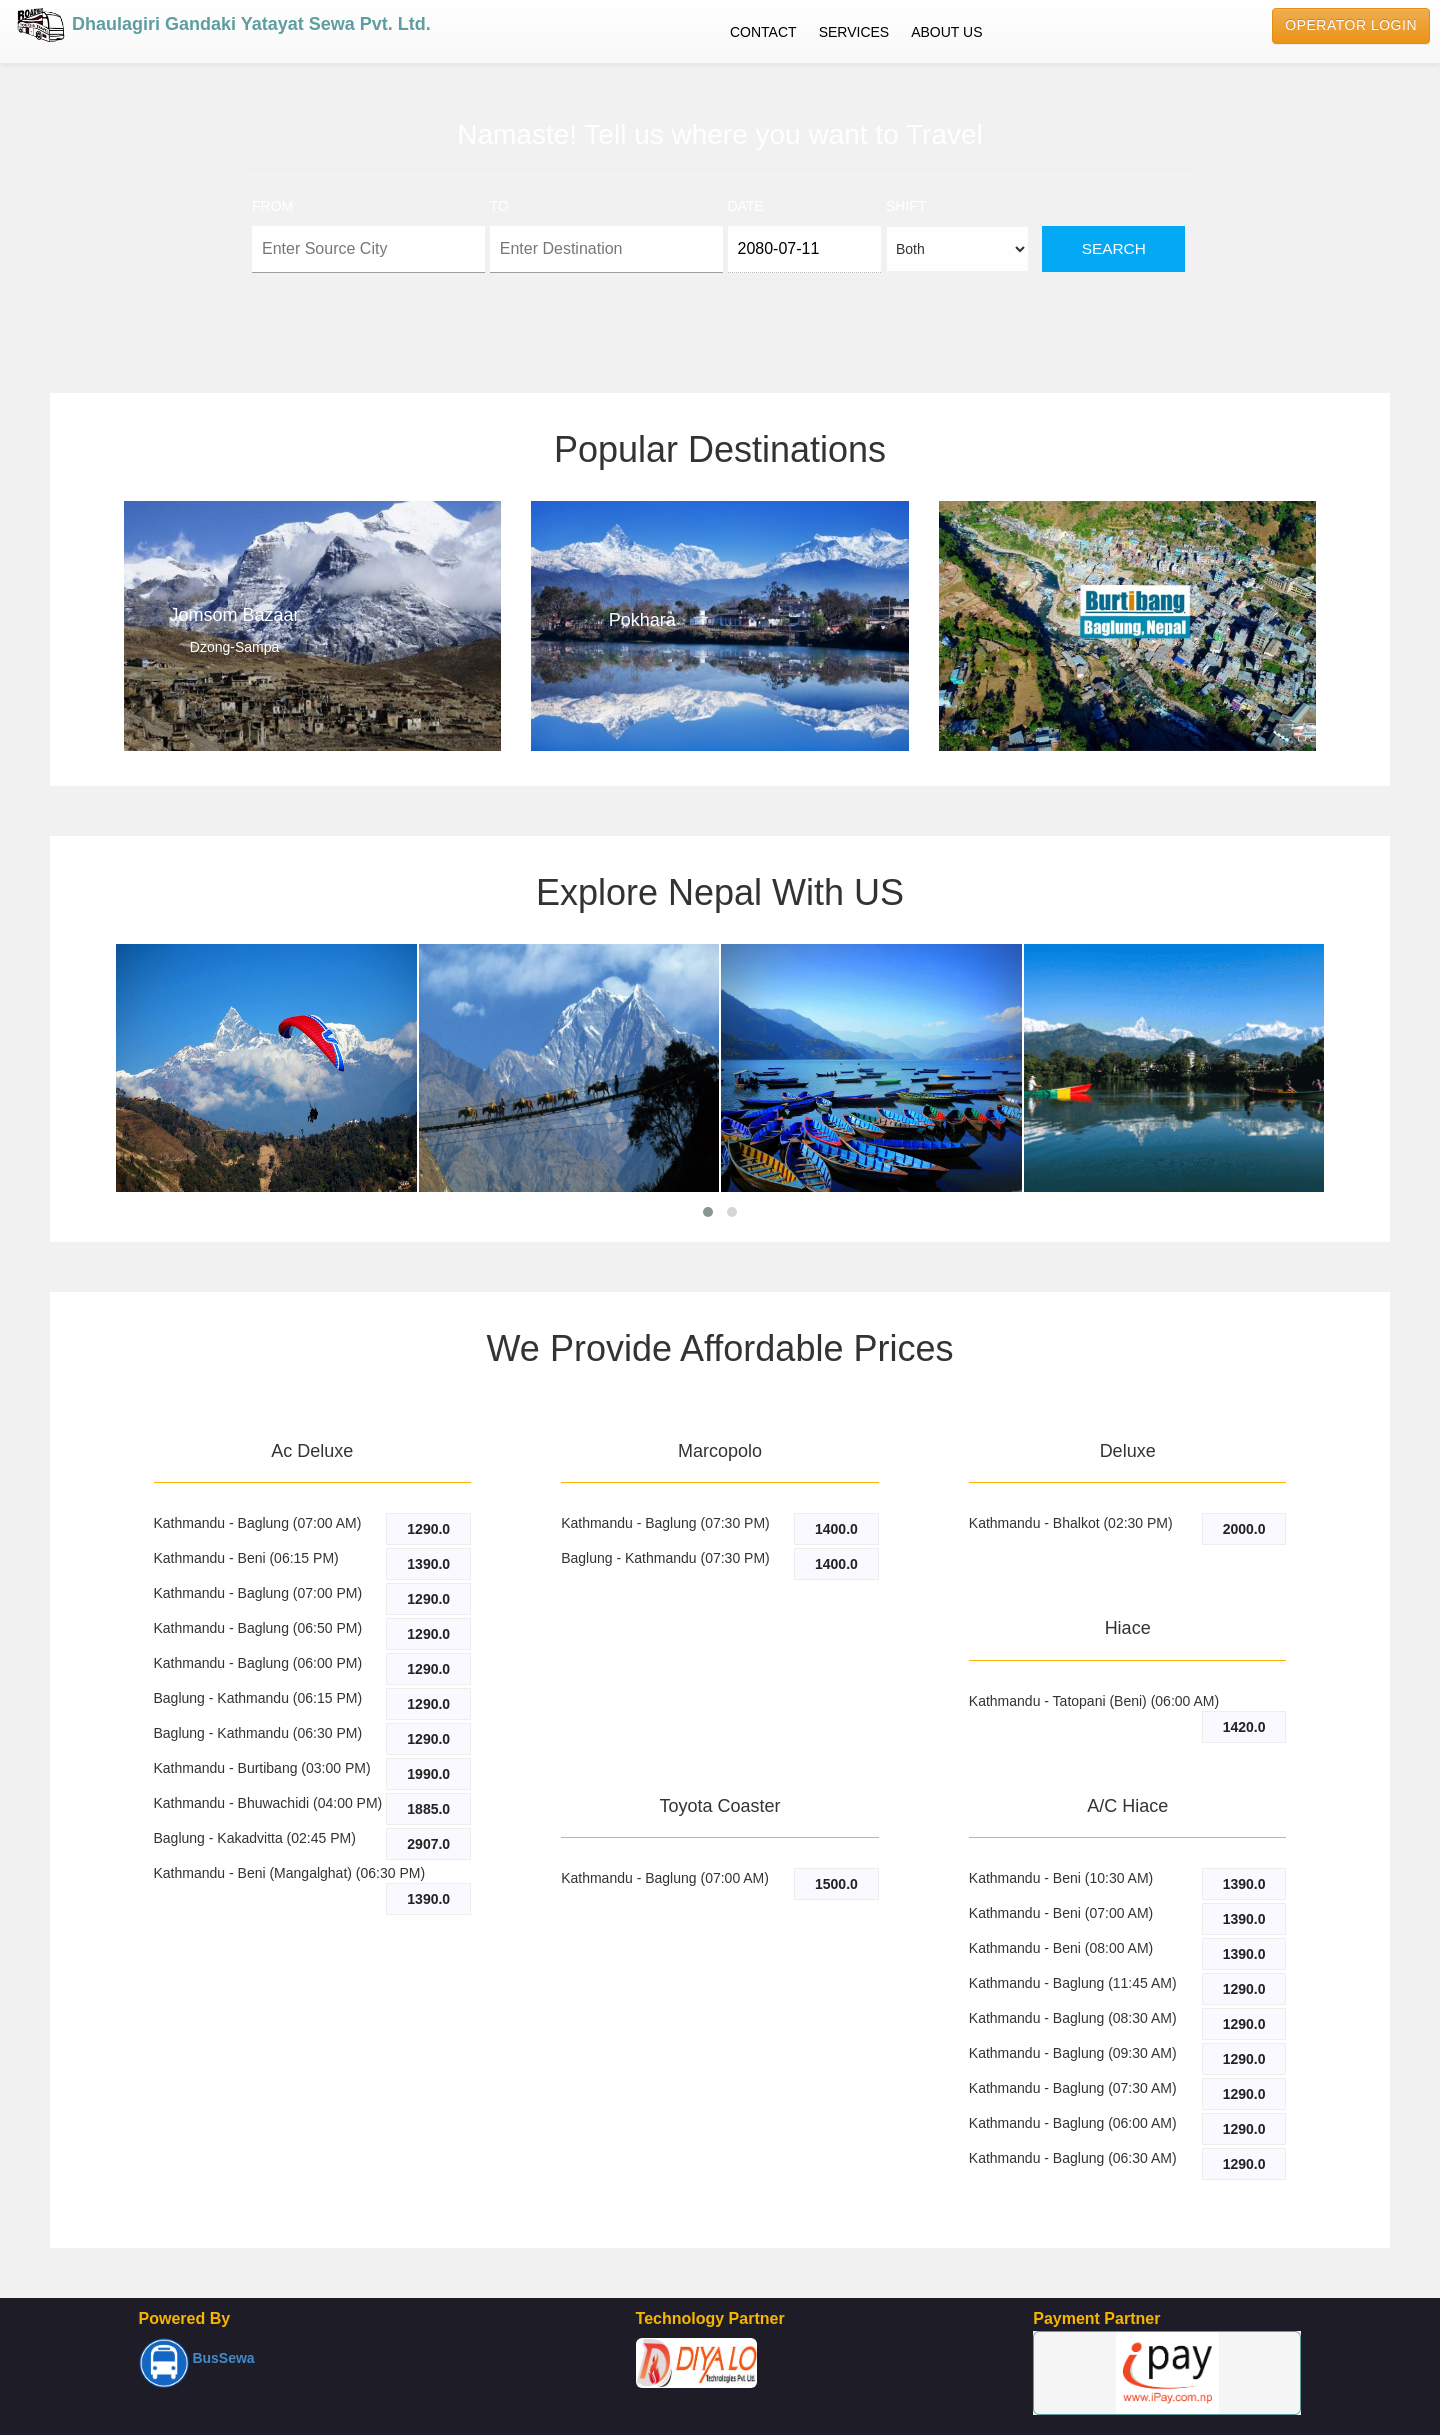 Dhaulagiri Gandaki Yatayat Sewa Pvt. Ltd.
CONTACT SERVICES ABOUT US
OPERATOR LOGIN
Namaste! Tell us where you want to Travel
FROM TO DATE SHIFT
Enter Source City Enter Destination 2080-07-11 Both SEARCH
Popular Destinations
Jomsom Bazaar
Dzong-Sampa
Pokhara
Burtibang
Baglung, Nepal
Explore Nepal With US
We Provide Affordable Prices
Ac Deluxe
Kathmandu - Baglung (07:00 AM) 1290.0
Kathmandu - Beni (06:15 PM) 1390.0
Kathmandu - Baglung (07:00 PM) 1290.0
Kathmandu - Baglung (06:50 PM) 1290.0
Kathmandu - Baglung (06:00 PM) 1290.0
Baglung - Kathmandu (06:15 PM) 1290.0
Baglung - Kathmandu (06:30 PM) 1290.0
Kathmandu - Burtibang (03:00 PM) 1990.0
Kathmandu - Bhuwachidi (04:00 PM) 1885.0
Baglung - Kakadvitta (02:45 PM) 2907.0
Kathmandu - Beni (Mangalghat) (06:30 PM)
1390.0
Marcopolo
Kathmandu - Baglung (07:30 PM) 1400.0
Baglung - Kathmandu (07:30 PM) 1400.0
Deluxe
Kathmandu - Bhalkot (02:30 PM) 2000.0
Hiace
Kathmandu - Tatopani (Beni) (06:00 AM)
1420.0
Toyota Coaster
Kathmandu - Baglung (07:00 AM) 1500.0
A/C Hiace
Kathmandu - Beni (10:30 AM) 1390.0
Kathmandu - Beni (07:00 AM) 1390.0
Kathmandu - Beni (08:00 AM) 1390.0
Kathmandu - Baglung (11:45 AM) 1290.0
Kathmandu - Baglung (08:30 AM) 1290.0
Kathmandu - Baglung (09:30 AM) 1290.0
Kathmandu - Baglung (07:30 AM) 1290.0
Kathmandu - Baglung (06:00 AM) 1290.0
Kathmandu - Baglung (06:30 AM) 1290.0
Powered By
BusSewa
Technology Partner
DIYALO
Technologies Pvt. Ltd.
Payment Partner
ipay
www.iPay.com.np